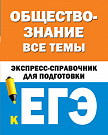 ОБЩЕСТВО-
ЗНАНИЕ
ВСЕ ТЕМЫ
ЭКСПРЕСС-СПРАВОЧНИК
ДЛЯ ПОДГОТОВКИ
К ЕГЭ